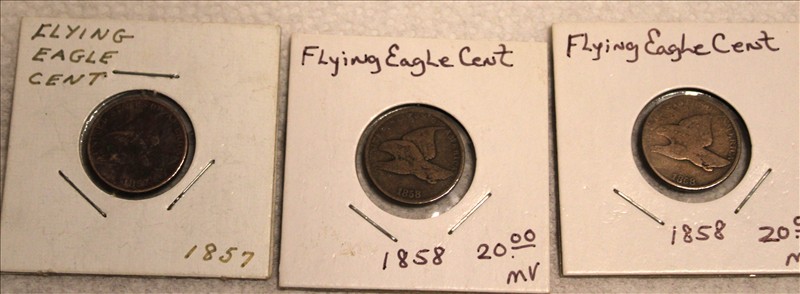 FLYING
EAGLE
CENT
1857
FLyiNg EagLe CeNt
1858
1858
20.00
mV
FLyiNg EagLe CeNt
1858
1858
20.